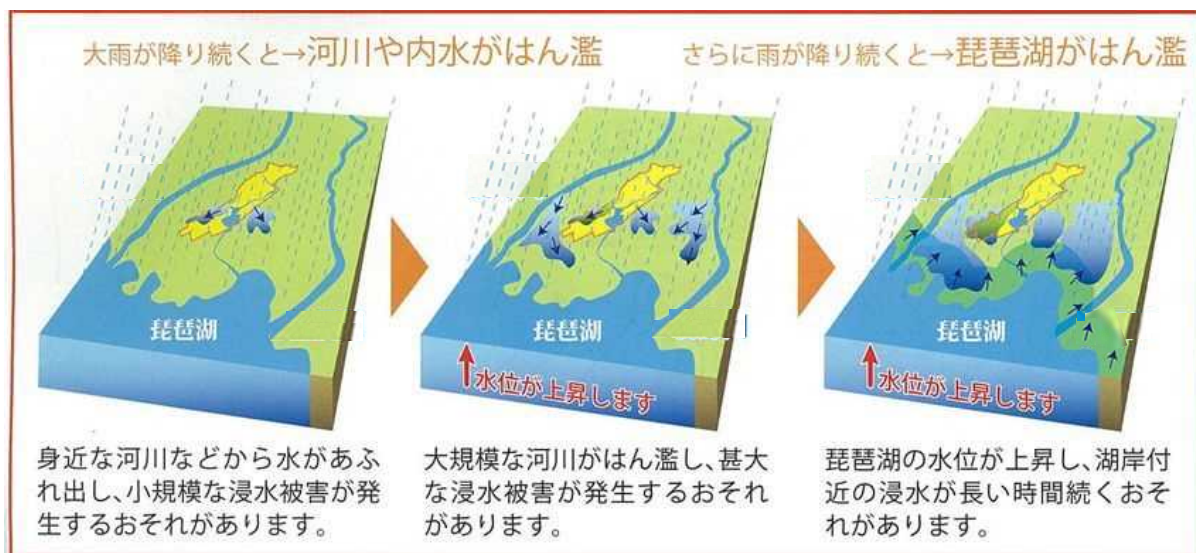 大雨が降り続くと→河川や内水がはん濫
さらに雨が降り続くと→琵琶湖がはん濫
琵琶湖
琵琶湖
水位が上昇します
琵琶湖
水位が上昇します
身近な河川などから水があふ
れ出し、小規模な浸水被害が発
生するおそれがあります。
大規模な河川がはん濫し、甚大
な浸水被害が発生するおそれ
があります。
琵琶湖の水位が上昇し、湖岸付
近の浸水が長い時間続くおそ
れがあります。